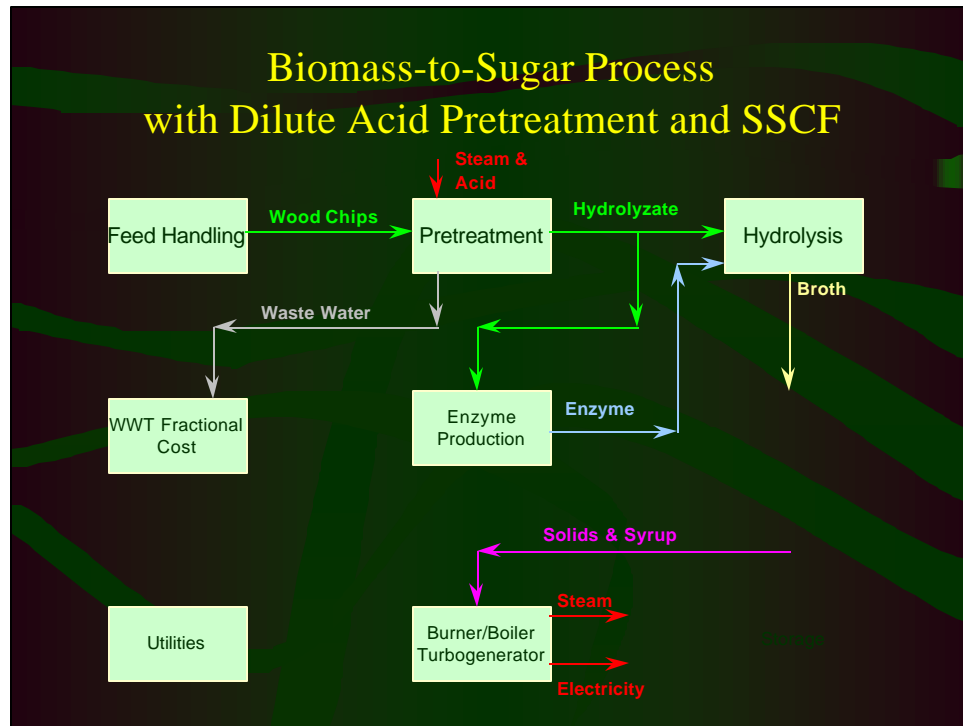 Biomass-to-Sugar Process
with Dilute Acid Pretreatment and SSCF
Steam &
Acid
Feed Handling
Wood Chips
Pretreatment
Hydrolyzate
Hydrolysis
Broth
Waste Water
WWT Fractional
Cost
Enzyme
Production
Enzyme
Solids & Syrup
Utilities
Burner/Boiler
Turbogenerator
Steam
Electricity
Storage